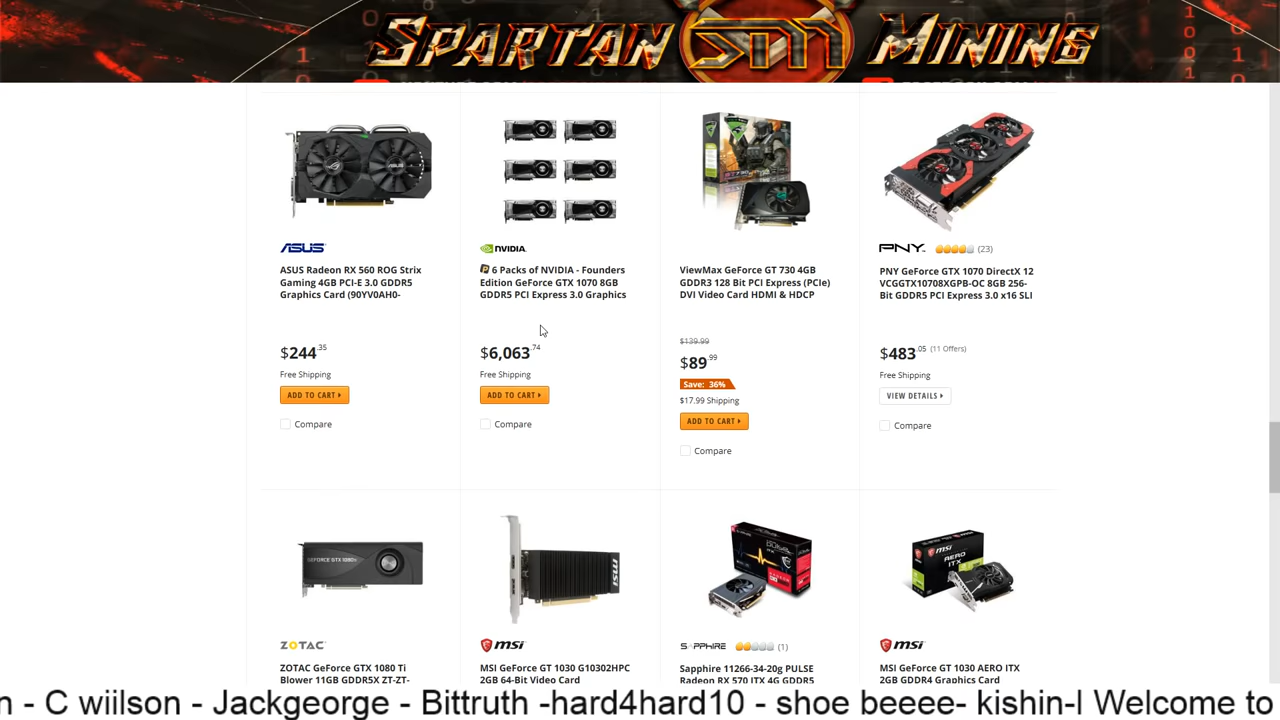 SPARTAN SM MINING
ASUS
ASUS Radeon RX 560 ROG Strix
Gaming 4GB PCI-E 3.0 GDDR5
Graphics Card (90YV0AH0-
$244.35
Free Shipping
ADD TO CART
Compare
NVIDIA.
6 Packs of NVIDIA - Founders
Edition GeForce GTX 1070 8GB
GDDR5 PCI Express 3.0 Graphics
$6,063.74
Free Shipping
ADD TO CART
Compare
ViewMax GeForce GT 730 4GB
GDDR3 128 Bit PCI Express (PCIe)
DVI Video Card HDMI & HDCP
$139.99
$89.99
Save: 36%
$17.99 Shipping
ADD TO CART
Compare
PNY (23)
PNY GeForce GTX 1070 DirectX 12
VCGGTX10708XGPB-OC 8GB 256-
Bit GDDR5 PCI Express 3.0 x16 SLI
$483.05 (11 Offers)
Free Shipping
VIEW DETAILS
Compare
ZOTAC
ZOTAC GeForce GTX 1080 Ti
Blower 11GB GDDR5X ZT-ZT-
msi
MSI GeForce GT 1030 G10302HPC
2GB 64-Bit Video Card
SAPPHIRE (1)
Sapphire 11266-34-20g PULSE
Radeon RX 570 ITX 4G GDDR5
msi
AERO ITX
msi
MSI GeForce GT 1030 AERO ITX
2GB GDDR4 Graphics Card
n - C wiilson - Jackgeorge - Bittruth -hard4hard10 - shoe beeee- kishin-l Welcome to